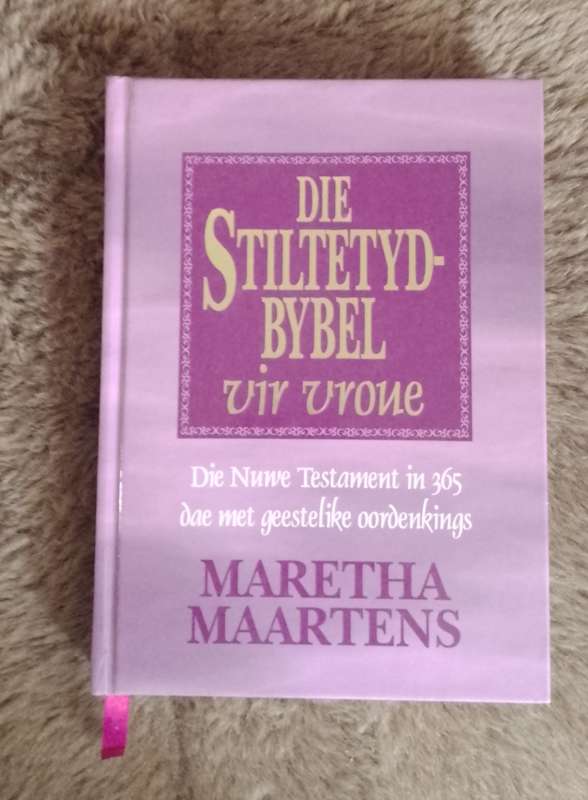 DIE
STILTETYD-
BYBEL
vir vroue
Die Nuwe Testament in 365
dae met geestelike oordenkings
MARETHA
MAARTENS